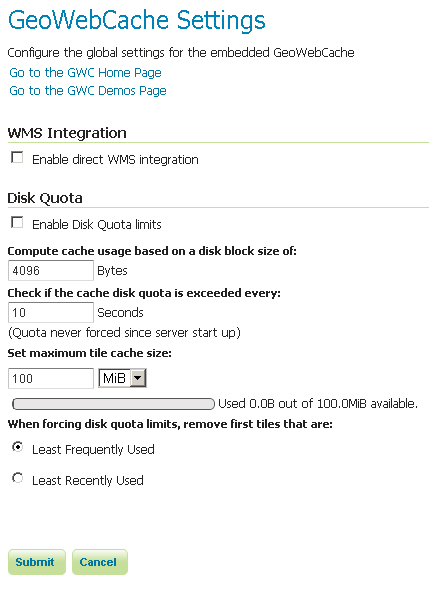 GeoWebCache Settings
Configure the global settings for the embedded GeoWebCache
Go to the GWC Home Page
Go to the GWC Demos Page
WMS Integration
Enable direct WMS integration
Disk Quota
Enable Disk Quota limits
Compute cache usage based on a disk block size of:
4096 Bytes
Check if the cache disk quota is exceeded every:
10 Seconds
(Quota never forced since server start up)
Set maximum tile cache size:
100 MiB
Used 0.0B out of 100.0MiB available.
When forcing disk quota limits, remove first tiles that are:
Least Frequently Used
Least Recently Used
Submit Cancel